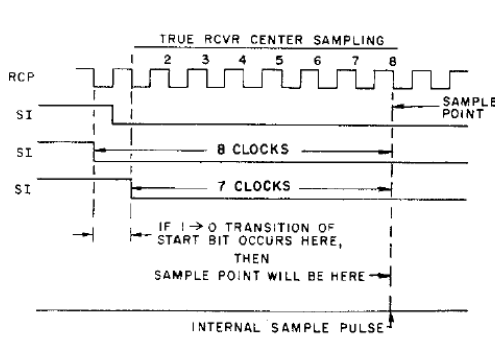 TRUE RCVR CENTER SAMPLING
2 3 4 5 6 7 8
RCP
SAMPLE
POINT
SI
SI
8 CLOCKS
SI
7 CLOCKS
IF 1→0 TRANSITION OF
START BIT OCCURS HERE,
THEN
SAMPLE POINT WILL BE HERE
INTERNAL SAMPLE PULSE